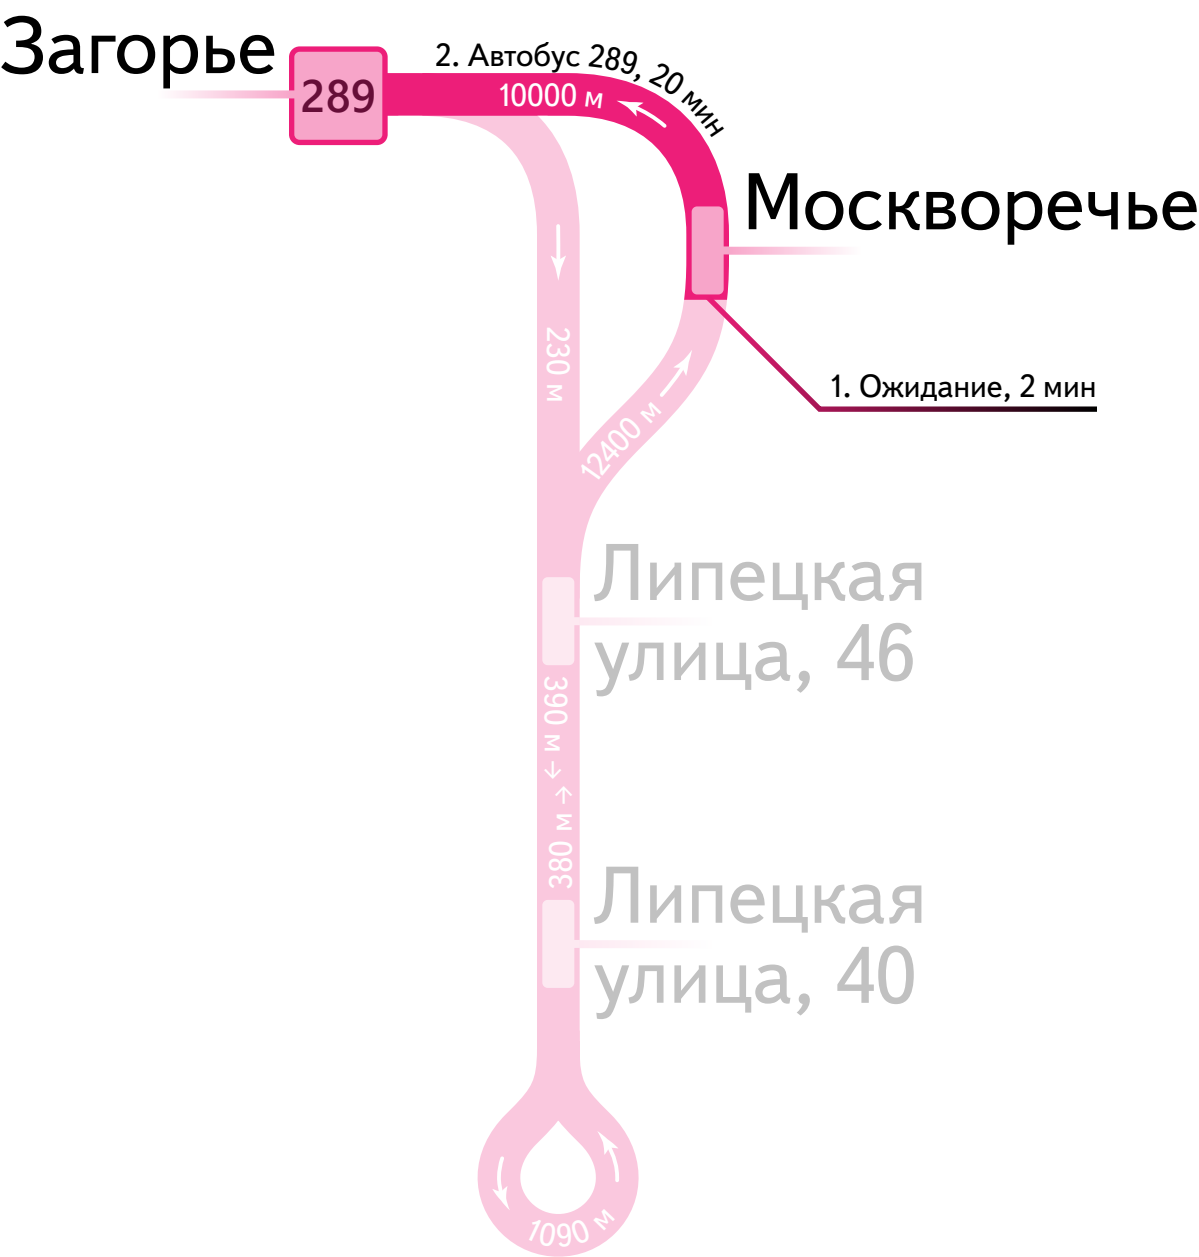 Загорье
289
2. Автобус 289, 20 мин
10000 м
Москворечье
230 м
1. Ожидание, 2 мин
12400 м
Липецкая
улица, 46
390 м →
380 м →
Липецкая
улица, 40
1090 м